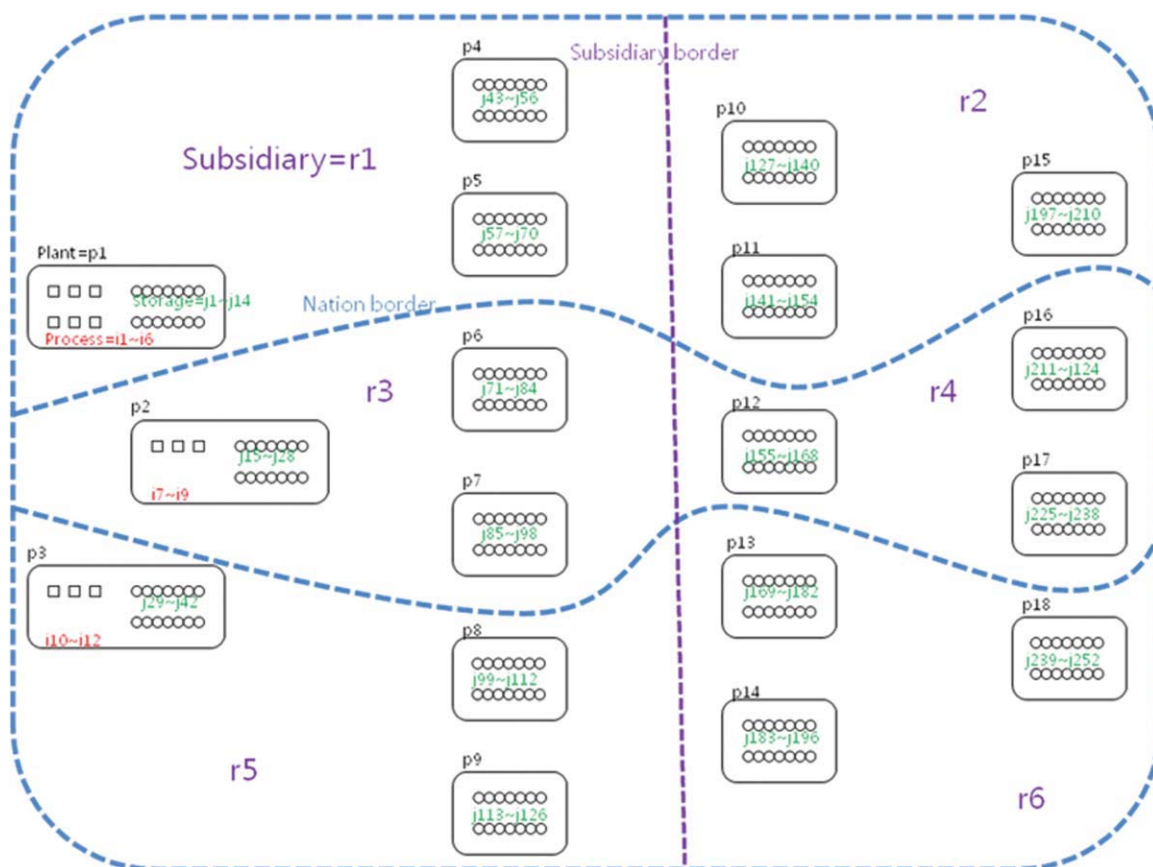 p4
Subsidiary border
j43~j56
p10
r2
j127~j140
Subsidiary=r1
p15
p5
j197~j210
j57~j70
Plant=p1
p11
Storage=j1~j14
j141~j154
Nation border
p16
Process=i1~i6
p6
j211~j124
r3
j71~j84
r4
p2
p12
j15~j28
j155~j168
p17
i7~i9
p7
j225~j238
j85~j98
p3
p13
j29~j42
j169~j182
p18
i10~i12
p8
j239~j252
j99~j112
p14
j183~j196
r5
p9
r6
j113~j126